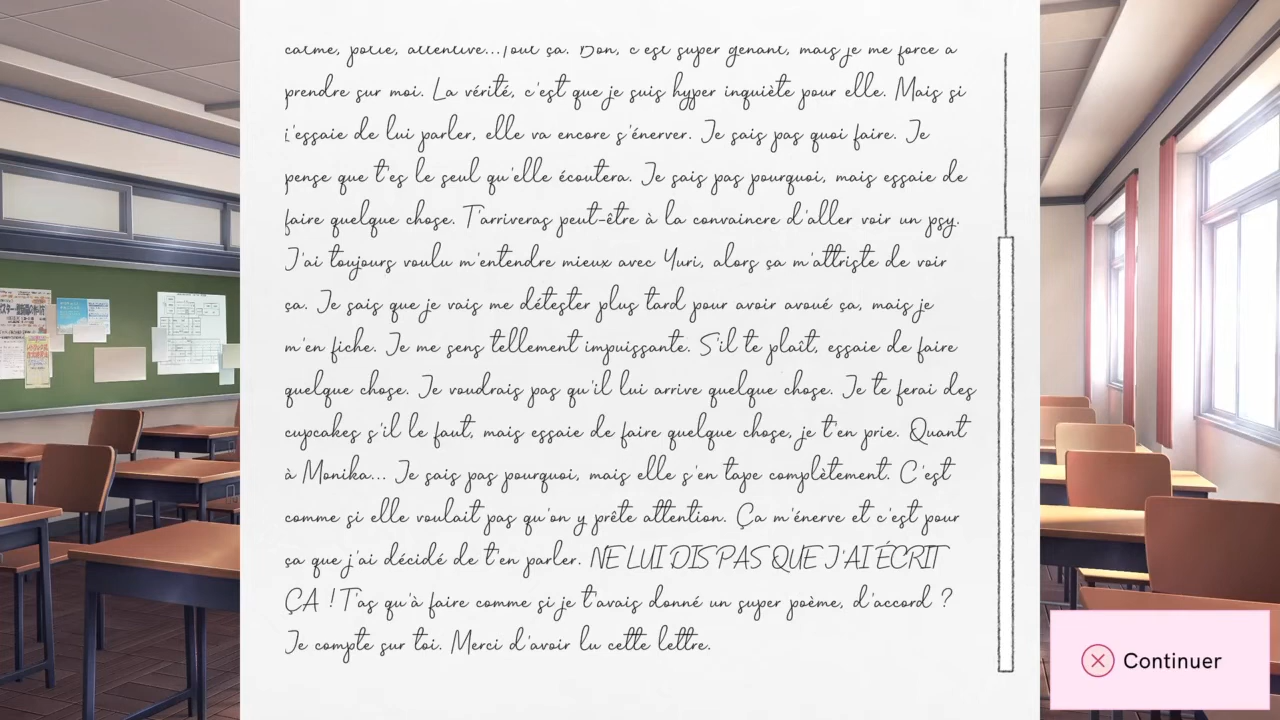 calme, polie, attentive...Tout ça. Bon, c'est super gênant, mais je me force à
prendre sur moi. La vérité, c'est que je suis hyper inquiète pour elle. Mais si
j'essaie de lui parler, elle va encore s'énerver. Je sais pas quoi faire. Je
pense que t'es le seul qu'elle écoutera. Je sais pas pourquoi, mais essaie de
faire quelque chose. T'arriveras peut-être à la convaincre d'aller voir un psy.
J'ai toujours voulu m'entendre mieux avec Yuri, alors ça m'attriste de voir
ça. Je sais que je vais me détester plus tard pour avoir avoué ça, mais je
m'en fiche. Je me sens tellement impuissante. S'il te plaît, essaie de faire
quelque chose. Je voudrais pas qu'il lui arrive quelque chose. Je te ferai des
cupcakes s'il le faut, mais essaie de faire quelque chose, je t'en prie. Quant
à Monika... Je sais pas pourquoi, mais elle s'en tape complètement. C'est
comme si elle voulait pas qu'on y prête attention. Ça m'énerve et c'est pour
ça que j'ai décidé de t'en parler. NE LUI DIS PAS QUE J'AI ÉCRIT
ÇA ! T'as qu'à faire comme si je t'avais donné un super poème, d'accord ?
Je compte sur toi. Merci d'avoir lu cette lettre.
Continuer